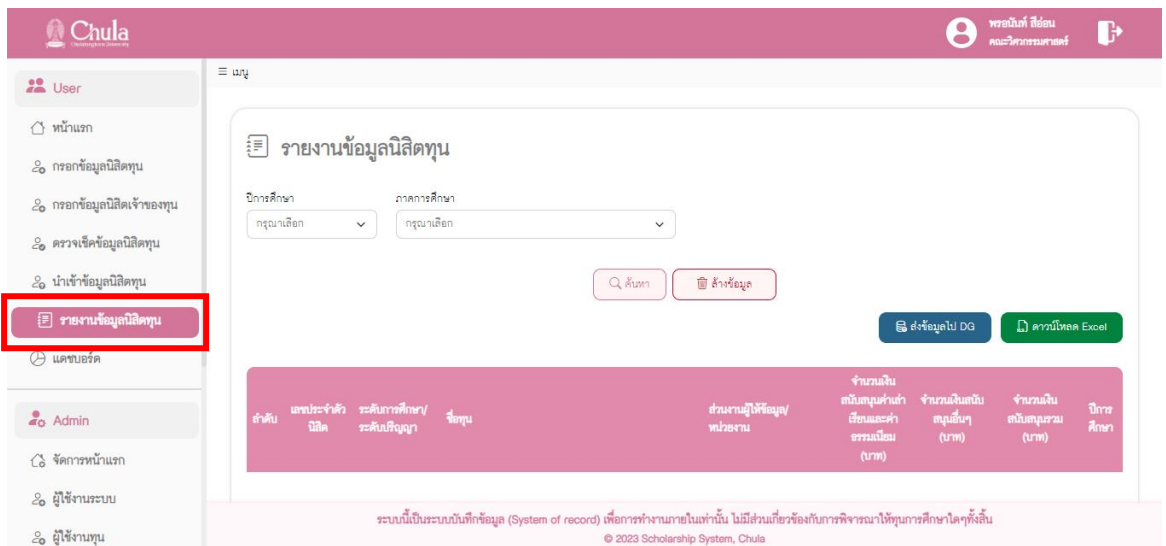 Chula
Chulalongkorn University
พรอนันท์ สีอ่อน
คณะวิศวกรรมศาสตร์
User
หน้าแรก
กรอกข้อมูลนิสิตทุน
กรอกข้อมูลนิสิตเจ้าของทุน
ตรวจเช็คข้อมูลนิสิตทุน
นำเข้าข้อมูลนิสิตทุน
รายงานข้อมูลนิสิตทุน
แดชบอร์ด
Admin
จัดการหน้าแรก
ผู้ใช้งานระบบ
ผู้ใช้งานทุน
เมนู
รายงานข้อมูลนิสิตทุน
ปีการศึกษา ภาคการศึกษา
กรุณาเลือก กรุณาเลือก
ค้นหา ล้างข้อมูล
ส่งข้อมูลไป DG ดาวน์โหลด Excel
ลำดับ
เลขประจำตัว
นิสิต
ระดับการศึกษา/
ระดับปริญญา
ชื่อทุน
ส่วนงานผู้ให้ข้อมูล/
หน่วยงาน
จำนวนเงิน
สนับสนุนค่าเล่า
เรียนและค่า
ธรรมเนียม
(บาท)
จำนวนเงินสนับ
สนุนอื่นๆ
(บาท)
จำนวนเงิน
สนับสนุนรวม
(บาท)
ปีการ
ศึกษา
ระบบนี้เป็นระบบบันทึกข้อมูล (System of record) เพื่อการทำงานภายในเท่านั้น ไม่มีส่วนเกี่ยวข้องกับการพิจารณาให้ทุนการศึกษาใดๆทั้งสิ้น
© 2023 Scholarship System, Chula